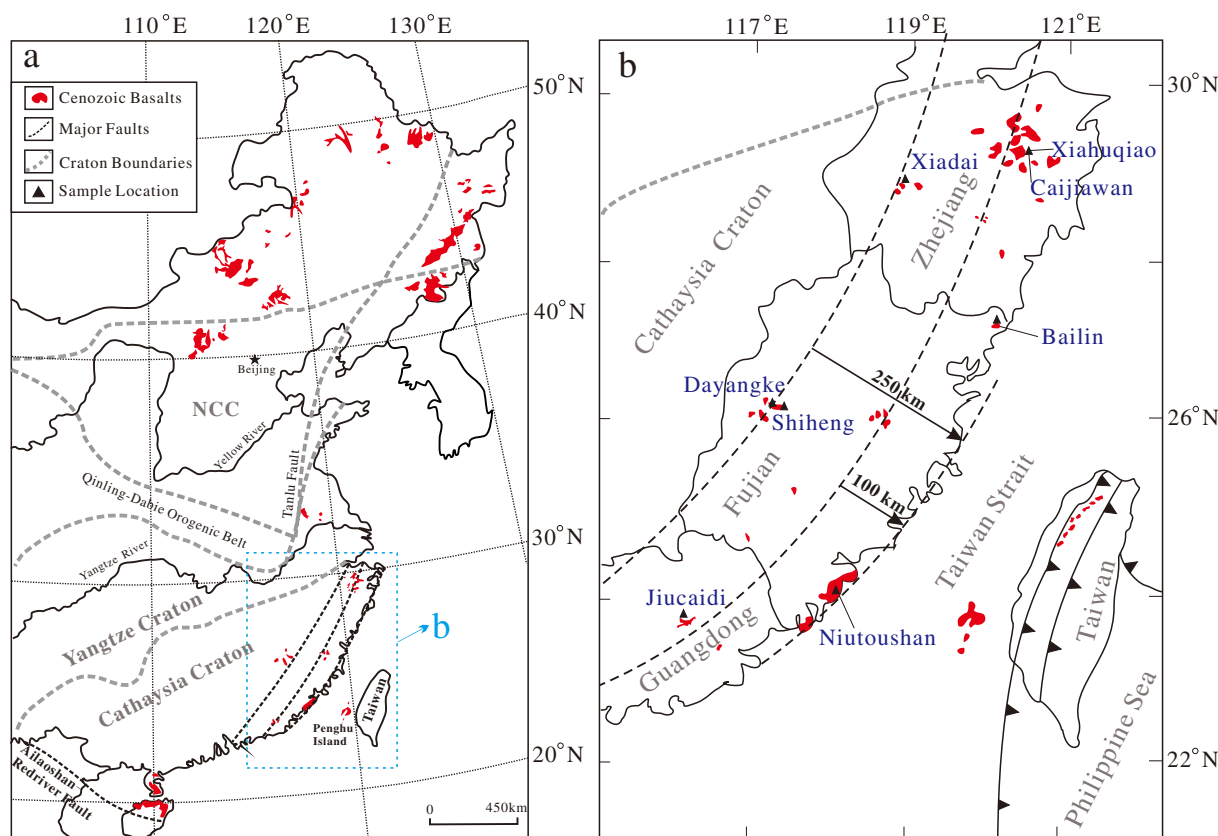 110°E
120°E
130°E
a
Cenozoic Basalts
Major Faults
Craton Boundaries
Sample Location
50°N
40°N
30°N
20°N
Beijing
NCC
Yellow River
Tanlu Fault
Qinling-Dabie Orogenic Belt
Yangtze River
Yangtze Craton
Cathaysia Craton
b
Taiwan
Penghu
Island
Ailaoshan
Redriver Fault
0
450km
117°E
119°E
121°E
b
30°N
26°N
22°N
Xiadai
Xiahuqiao
Caijiawan
Zhejiang
Cathaysia Craton
Bailin
Dayangke
Shiheng
250 km
100 km
Fujian
Taiwan Strait
Jiucaidi
Guangdong
Niutoushan
Taiwan
Philippine Sea